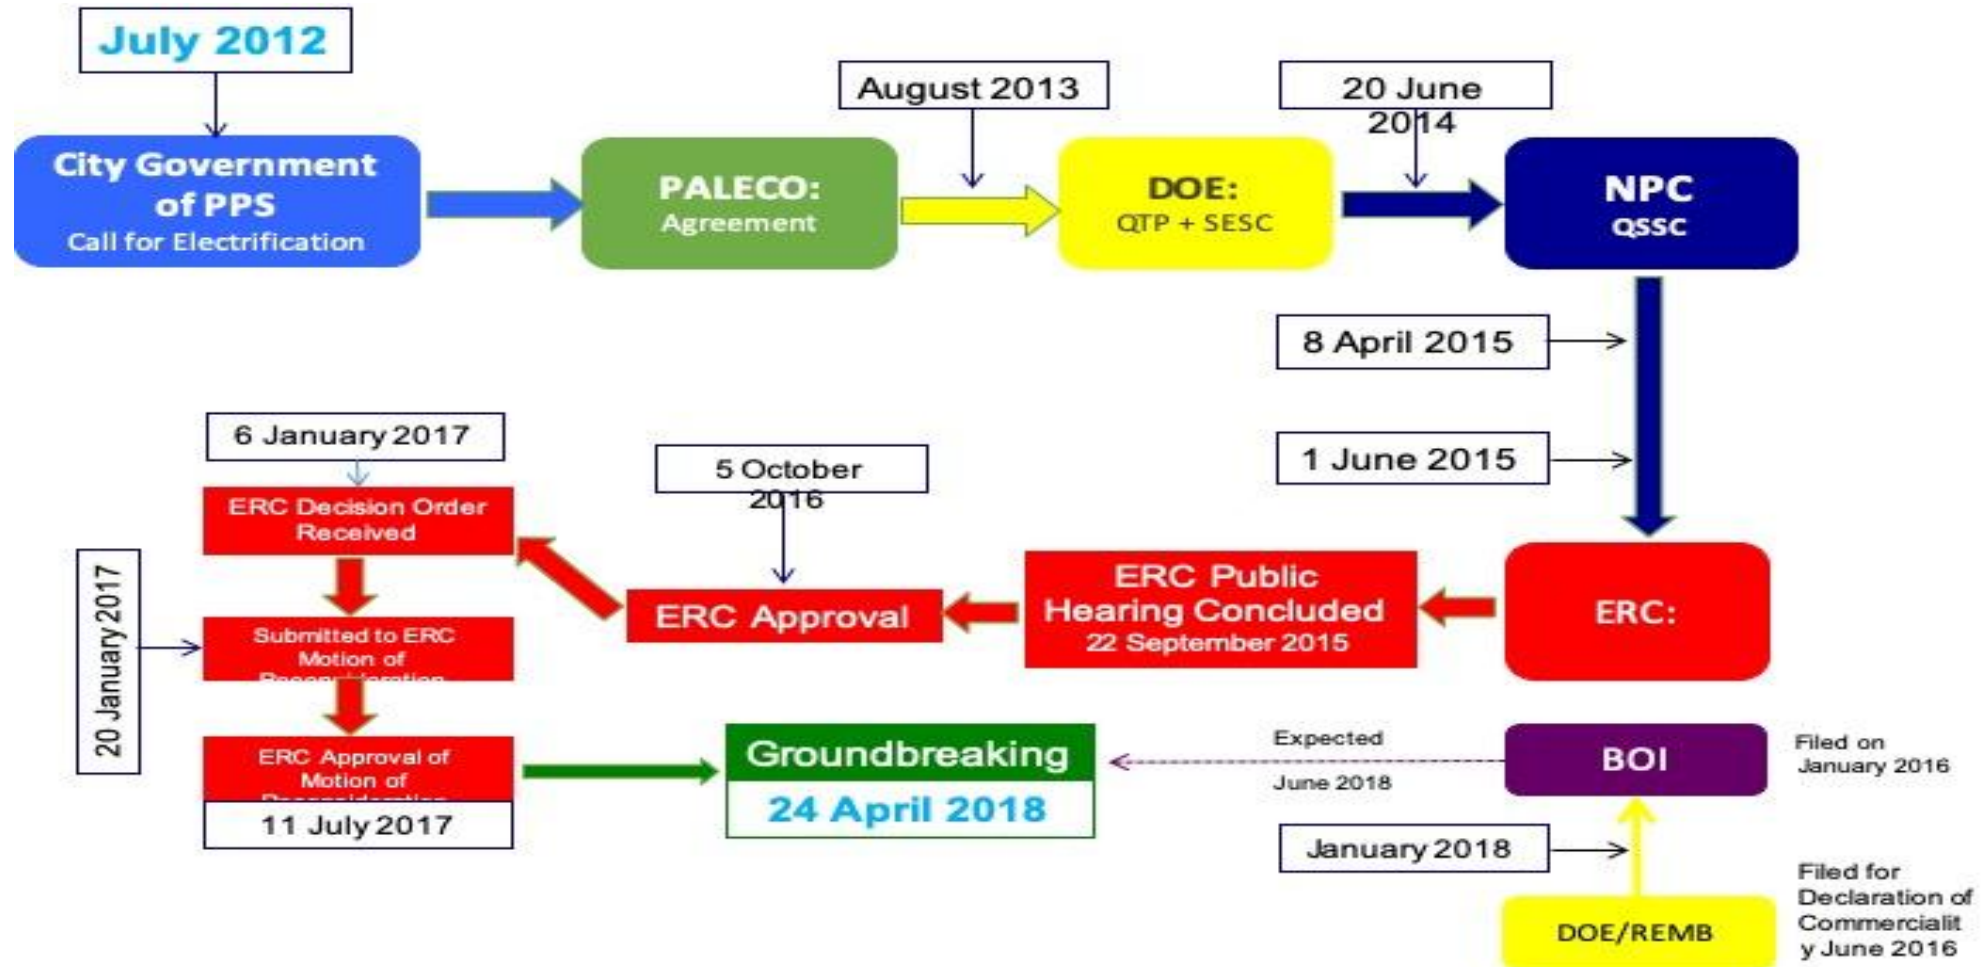 July 2012
August 2013
20 June
2014
City Government
of PPS
Call for Electrification
PALECO:
Agreement
DOE:
QTP + SESC
NPC
QSSC
8 April 2015
1 June 2015
6 January 2017
5 October
2016
ERC Decision Order
Received
20 January 2017
Submitted to ERC
Motion of
ERC Approval
ERC Public
Hearing Concluded
22 September 2015
ERC:
ERC Approval of
Motion of
11 July 2017
Groundbreaking
24 April 2018
Expected
June 2018
BOI
Filed on
January 2016
January 2018
DOE/REMB
Filed for
Declaration of
Commercialit
y June 2016